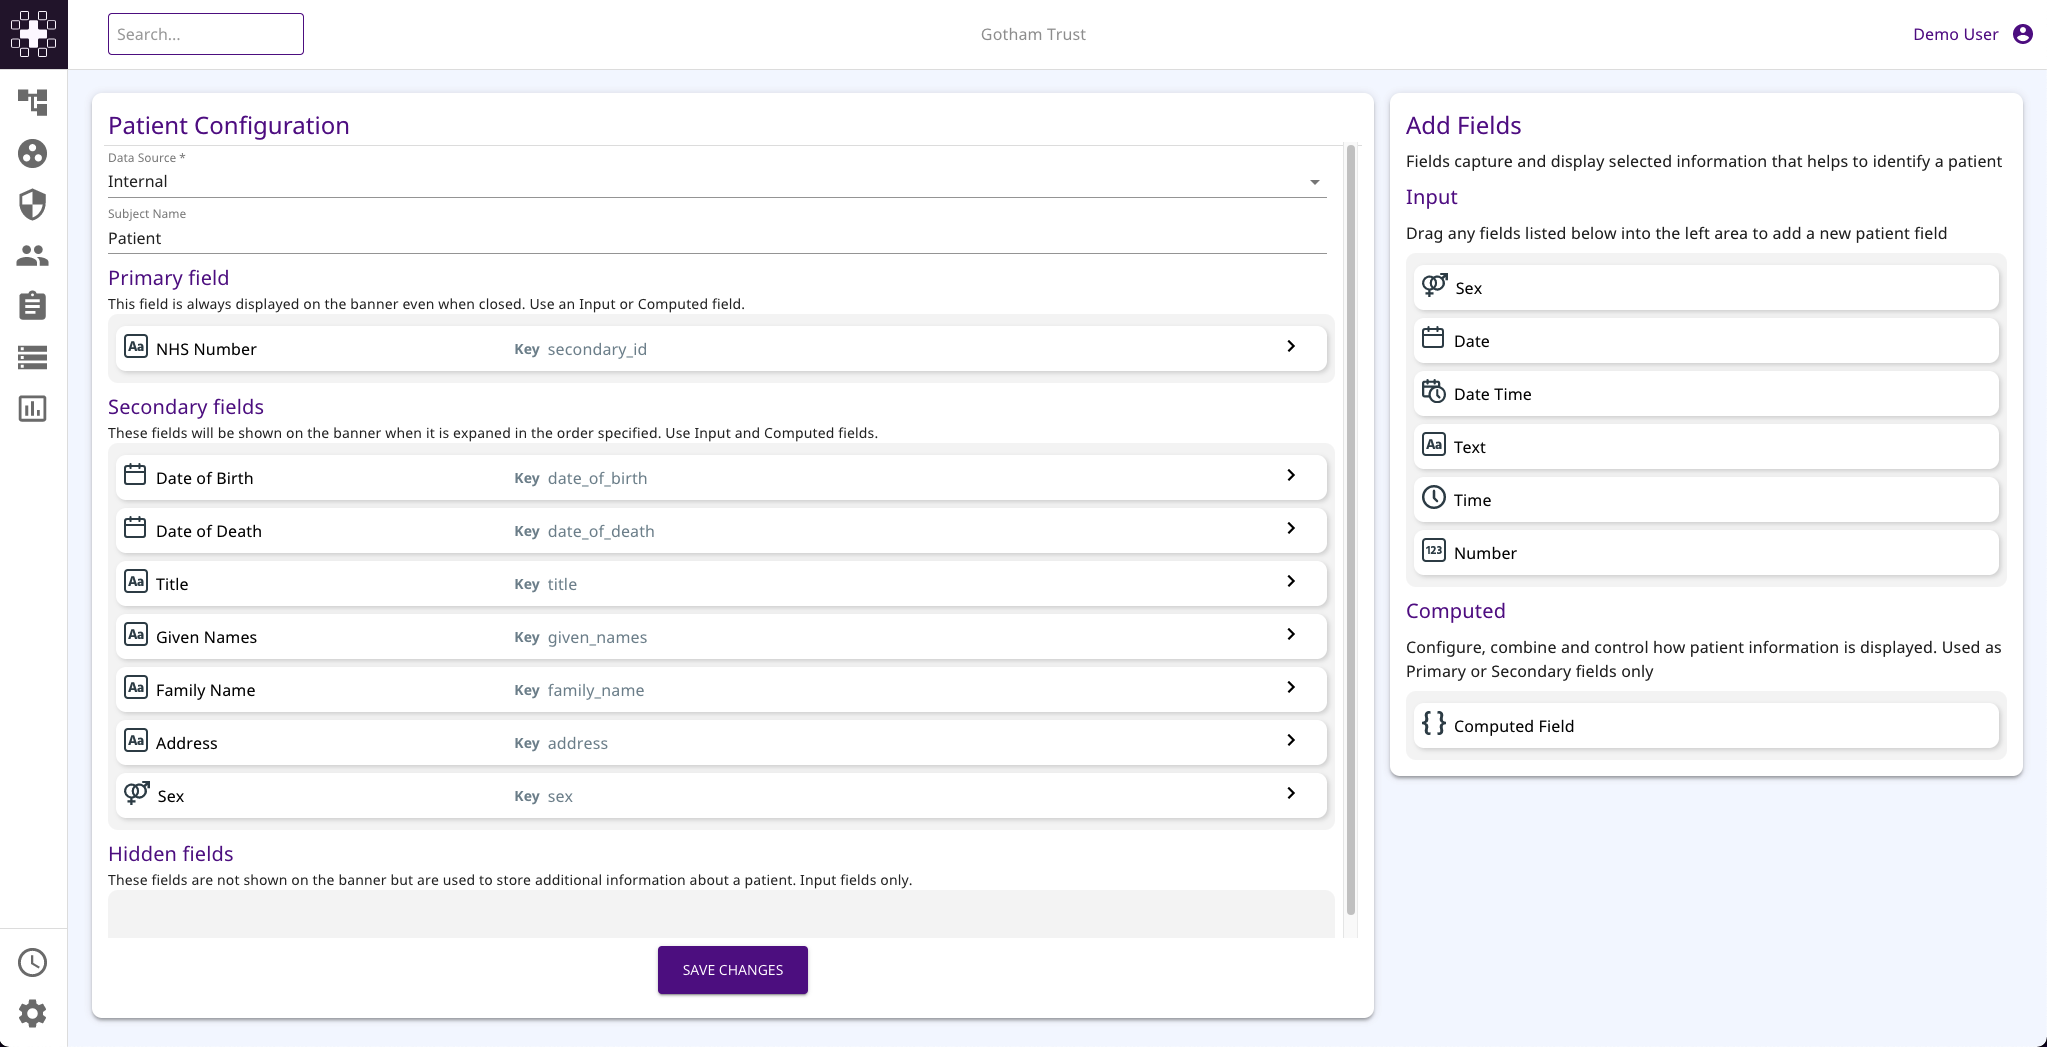 Search...
Gotham Trust
Demo User
Patient Configuration
Data Source *
Internal
Subject Name
Patient
Primary field
This field is always displayed on the banner even when closed. Use an Input or Computed field.
Aa NHS Number Key secondary_id
Secondary fields
These fields will be shown on the banner when it is expaned in the order specified. Use Input and Computed fields.
Date of Birth Key date_of_birth
Date of Death Key date_of_death
Aa Title Key title
Aa Given Names Key given_names
Aa Family Name Key family_name
Aa Address Key address
Sex Key sex
Hidden fields
These fields are not shown on the banner but are used to store additional information about a patient. Input fields only.
SAVE CHANGES
Add Fields
Fields capture and display selected information that helps to identify a patient
Input
Drag any fields listed below into the left area to add a new patient field
Sex
Date
Date Time
Aa Text
Time
123 Number
Computed
Configure, combine and control how patient information is displayed. Used as
Primary or Secondary fields only
{ } Computed Field